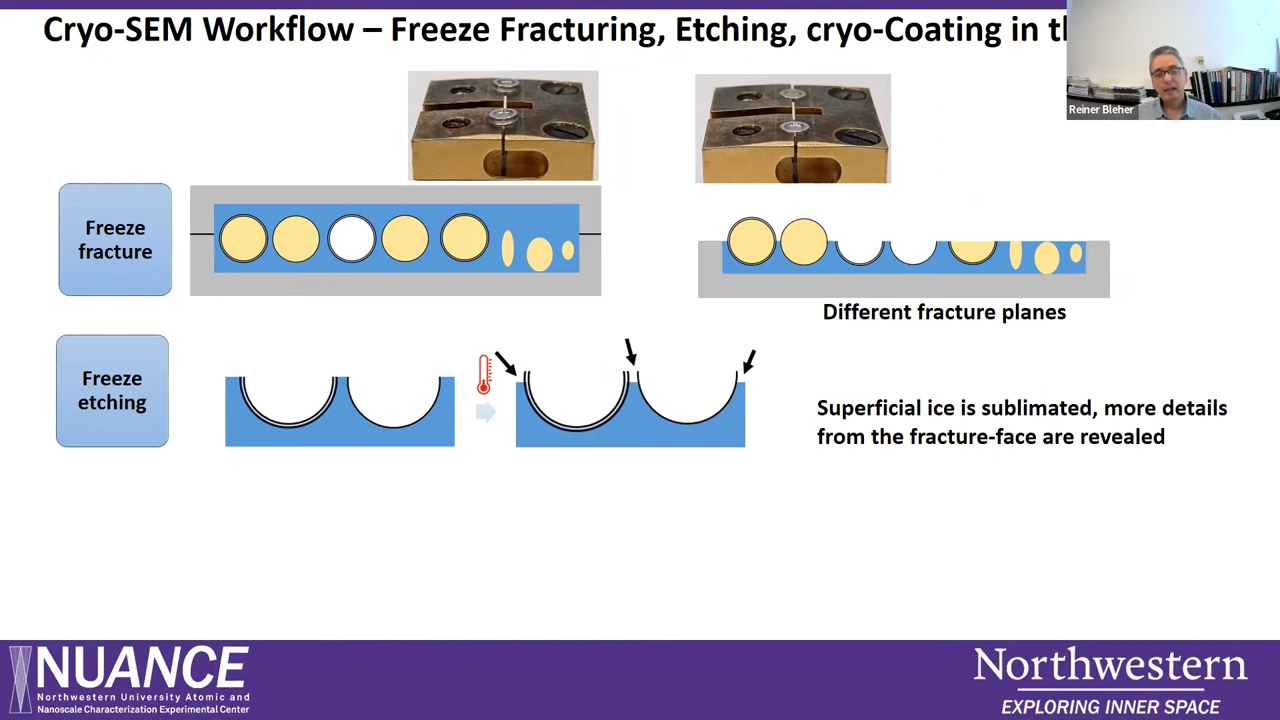 Cryo-SEM Workflow – Freeze Fracturing, Etching, cryo-Coating in
Reiner Bleher
Freeze
fracture
Different fracture planes
Freeze
etching
Superficial ice is sublimated, more details
from the fracture-face are revealed
NUANCE
Northwestern University Atomic and
Nanoscale Characterization Experimental Center
Northwestern
EXPLORING INNER SPACE